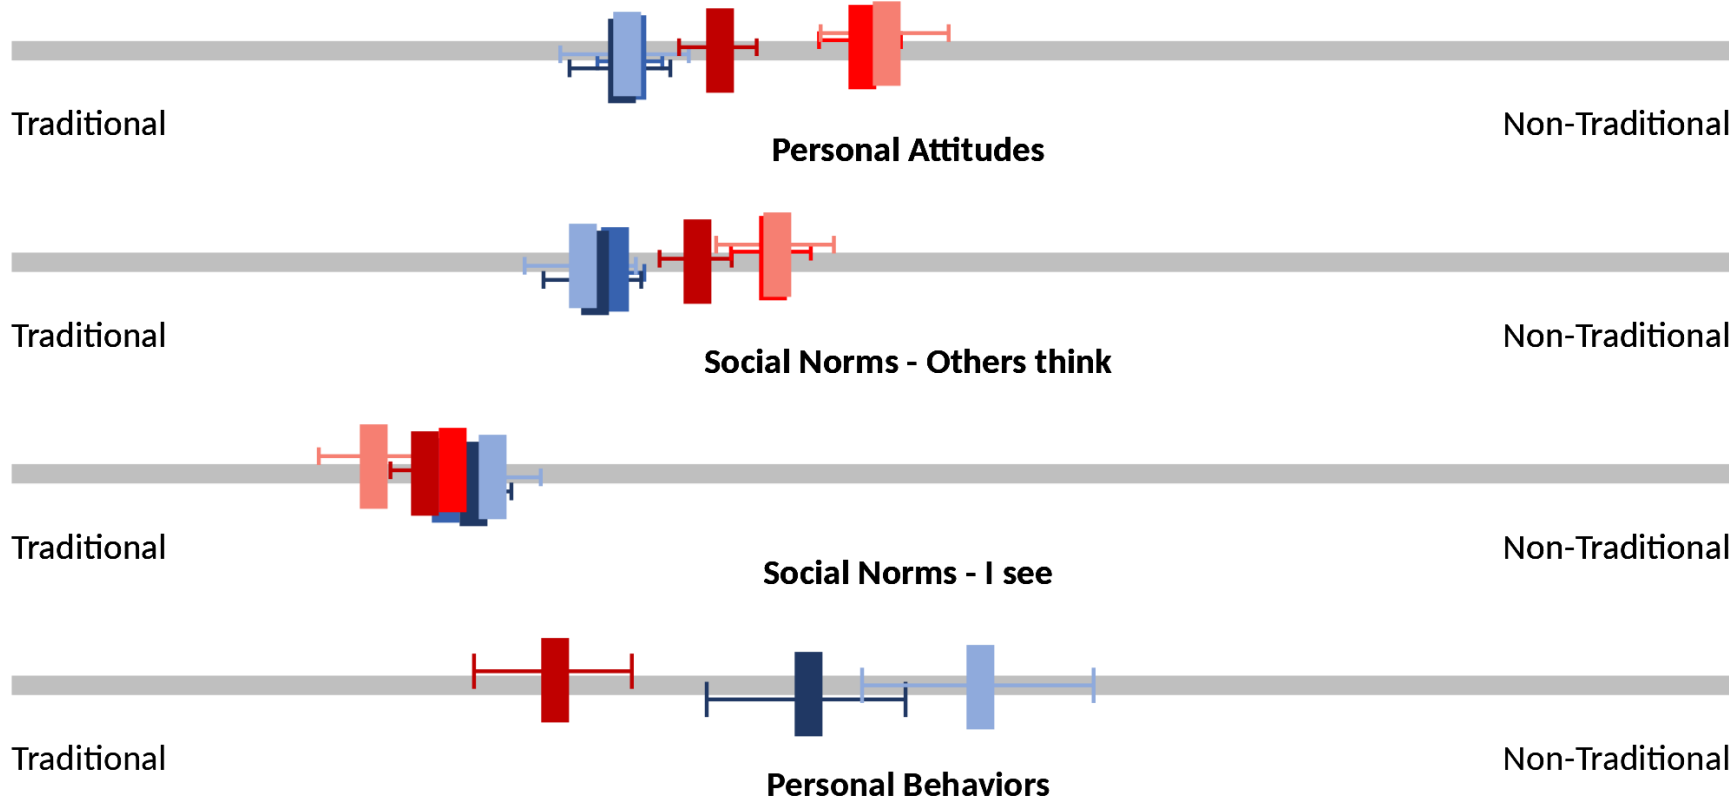 Traditional
Non-Traditional
Personal Attitudes
Traditional
Non-Traditional
Social Norms - Others think
Traditional
Non-Traditional
Social Norms - I see
Traditional
Non-Traditional
Personal Behaviors